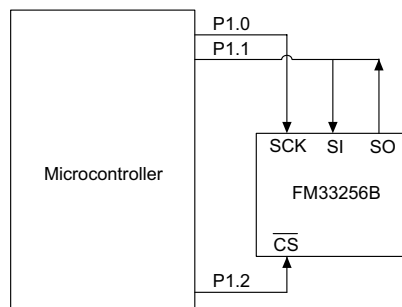 P1.0
P1.1
SCK SI SO
Microcontroller
FM33256B
CS
P1.2